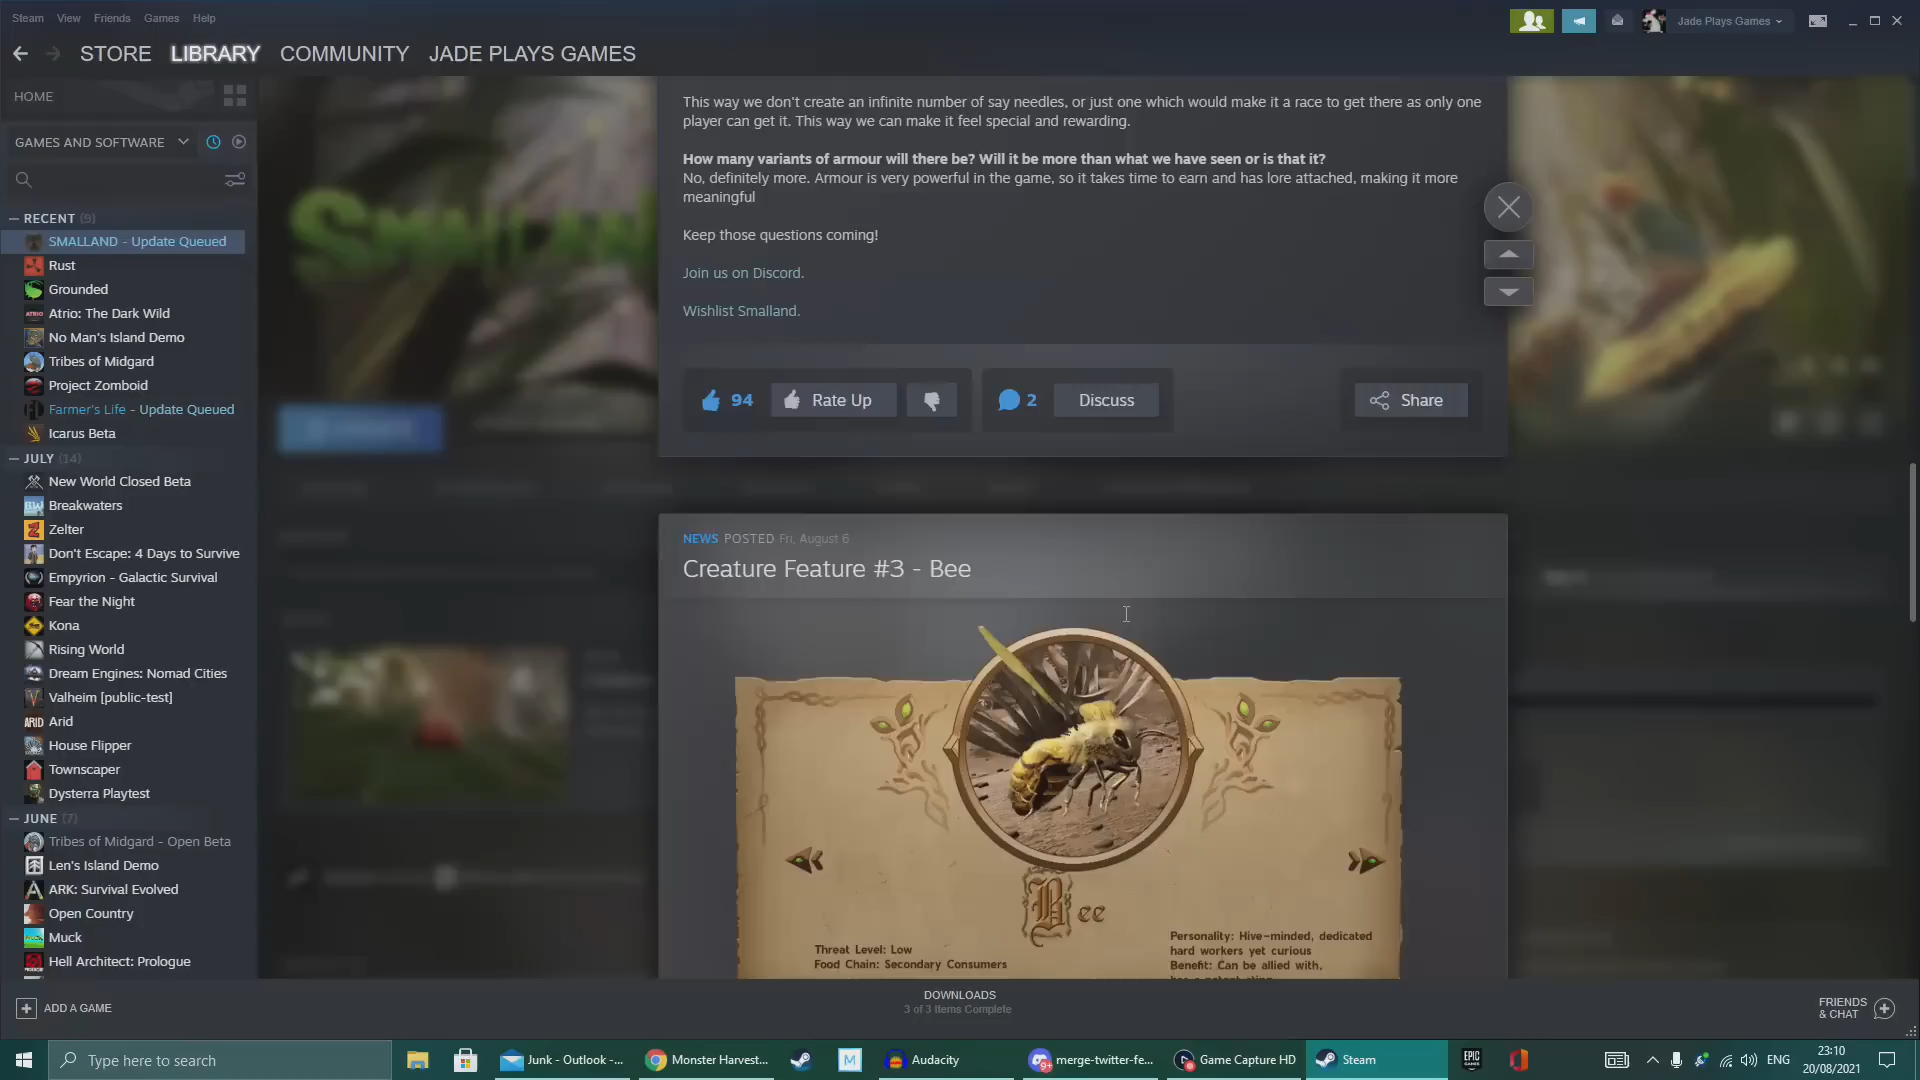 Steam View Friends Games Help
Jade Plays Games
STORE LIBRARY COMMUNITY JADE PLAYS GAMES
HOME
GAMES AND SOFTWARE
RECENT (9)
SMALLAND - Update Queued
Rust
Grounded
Atrio: The Dark Wild
No Man's Island Demo
Tribes of Midgard
Project Zomboid
Farmer's Life - Update Queued
Icarus Beta
JULY (14)
New World Closed Beta
Breakwaters
Zelter
Don't Escape: 4 Days to Survive
Empyrion - Galactic Survival
Fear the Night
Kona
Rising World
Dream Engines: Nomad Cities
Valheim [public-test]
Arid
House Flipper
Townscaper
Dysterra Playtest
JUNE (7)
Tribes of Midgard - Open Beta
Len's Island Demo
ARK: Survival Evolved
Open Country
Muck
Hell Architect: Prologue
ADD A GAME
SMALLAND
This way we don't create an infinite number of say needles, or just one which would make it a race to get there as only one
player can get it. This way we can make it feel special and rewarding.
How many variants of armour will there be? Will it be more than what we have seen or is that it?
No, definitely more. Armour is very powerful in the game, so it takes time to earn and has lore attached, making it more
meaningful
Keep those questions coming!
Join us on Discord.
Wishlist Smalland.
94 Rate Up 2 Discuss Share
NEWS POSTED Fri, August 6
Creature Feature #3 - Bee
Bee
Threat Level: Low
Food Chain: Secondary Consumers
Personality: Hive-minded, dedicated
hard workers yet curious
Benefit: Can be allied with,
DOWNLOADS
3 of 3 Items Complete
FRIENDS
& CHAT
Type here to search
Junk - Outlook -...
Monster Harvest...
M
Audacity
9+
merge-twitter-fe...
Game Capture HD
Steam
EPIC
GAMES
ENG
23:10
20/08/2021